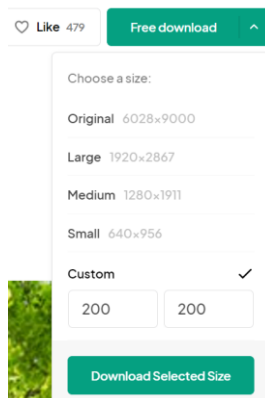 Like 479
Free download
Choose a size:
Original 6028×9000
Large 1920×2867
Medium 1280×1911
Small 640×956
Custom
200 200
Download Selected Size